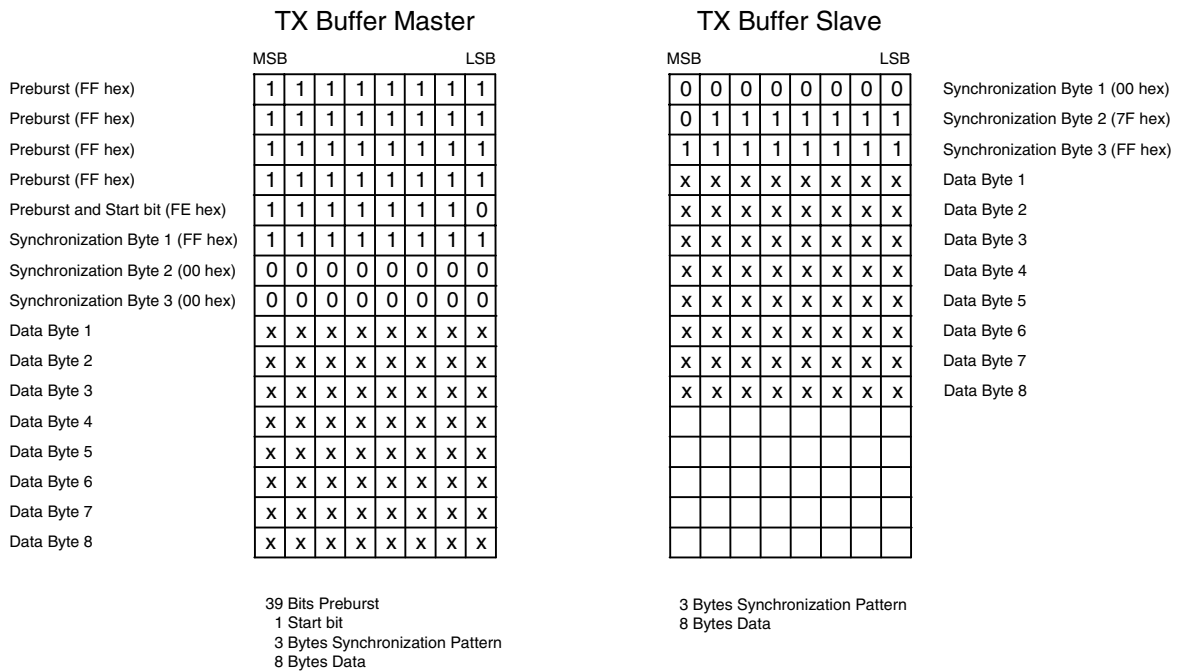 TX Buffer Master TX Buffer Slave
MSB LSB MSB LSB
Preburst (FF hex) 1 1 1 1 1 1 1 1 0 0 0 0 0 0 0 0 Synchronization Byte 1 (00 hex)
Preburst (FF hex) 1 1 1 1 1 1 1 1 0 1 1 1 1 1 1 1 Synchronization Byte 2 (7F hex)
Preburst (FF hex) 1 1 1 1 1 1 1 1 1 1 1 1 1 1 1 1 Synchronization Byte 3 (FF hex)
Preburst (FF hex) 1 1 1 1 1 1 1 1 x x x x x x x x Data Byte 1
Preburst and Start bit (FE hex) 1 1 1 1 1 1 1 0 x x x x x x x x Data Byte 2
Synchronization Byte 1 (FF hex) 1 1 1 1 1 1 1 1 x x x x x x x x Data Byte 3
Synchronization Byte 2 (00 hex) 0 0 0 0 0 0 0 0 x x x x x x x x Data Byte 4
Synchronization Byte 3 (00 hex) 0 0 0 0 0 0 0 0 x x x x x x x x Data Byte 5
Data Byte 1 x x x x x x x x x x x x x x x x Data Byte 6
Data Byte 2 x x x x x x x x x x x x x x x x Data Byte 7
Data Byte 3 x x x x x x x x x x x x x x x x Data Byte 8
Data Byte 4 x x x x x x x x
Data Byte 5 x x x x x x x x
Data Byte 6 x x x x x x x x
Data Byte 7 x x x x x x x x
Data Byte 8 x x x x x x x x
39 Bits Preburst 3 Bytes Synchronization Pattern
1 Start bit 8 Bytes Data
3 Bytes Synchronization Pattern
8 Bytes Data